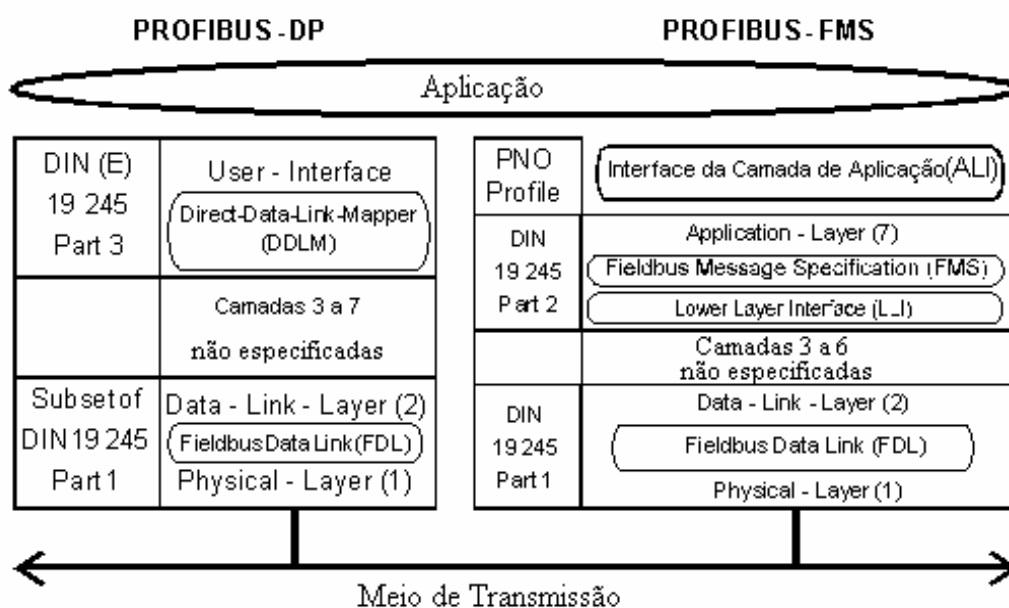 PROFIBUS - DP
PROFIBUS - FMS
Aplicação
DIN (E)
19 245
Part 3
User - Interface
Direct-Data-Link-Mapper
(DDLM)
Camadas 3 a 7
não especificadas
Subset of
DIN 19 245
Part 1
Data - Link - Layer (2)
Fieldbus Data Link (FDL)
Physical - Layer (1)
PNO
Profile
Interface da Camada de Aplicação(ALI)
DIN
19 245
Part 2
Application - Layer (7)
Fieldbus Message Specification (FMS)
Lower Layer Interface (LLI)
Camadas 3 a 6
não especificadas
DIN
19 245
Part 1
Data - Link - Layer (2)
Fieldbus Data Link (FDL)
Physical - Layer (1)
Meio de Transmissão